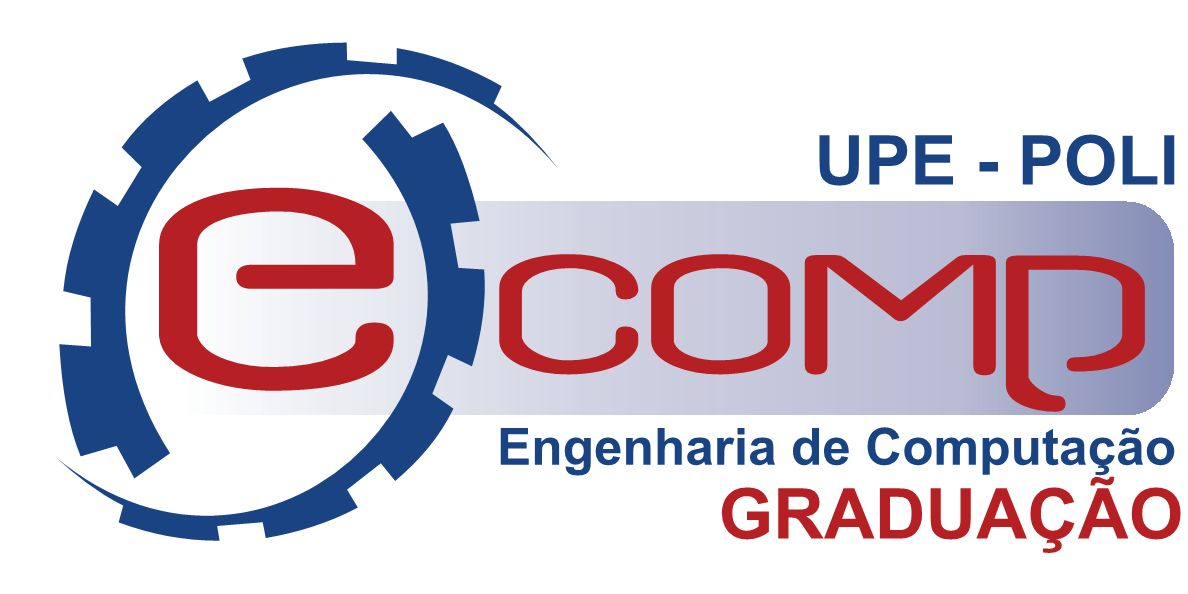 UPE - POLI
ecomp
Engenharia de Computação
GRADUAÇÃO